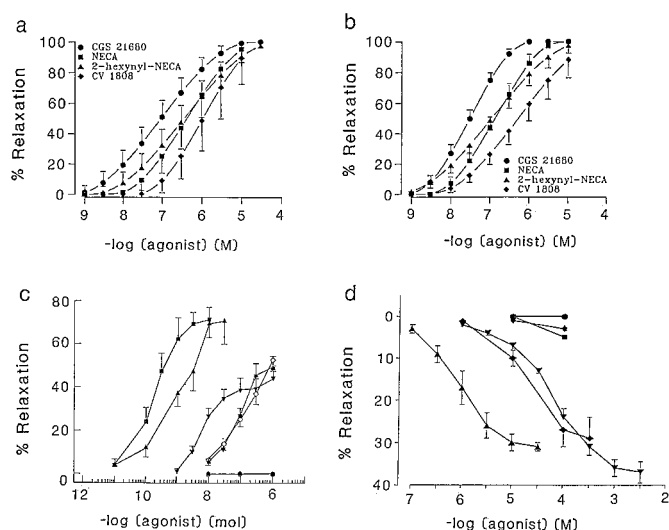 a
CGS 21680
NECA
2-hexynyl-NECA
CV 1808
100
80
60
40
20
0
% Relaxation
9 8 7 6 5 4
-log (agonist) (M)
b
100
80
60
40
20
0
% Relaxation
CGS 21680
NECA
2-hexynyl-NECA
CV 1808
9 8 7 6 5 4
-log (agonist) (M)
c
80
60
40
20
0
% Relaxation
12 10 8 6
-log (agonist) (mol)
d
0
10
20
30
40
% Relaxation
7 6 5 4 3 2
-log (agonist) (M)